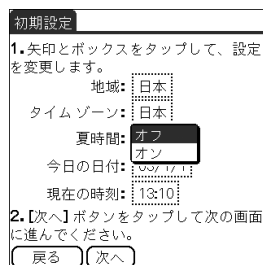 初期設定
1.矢印とボックスをタップして、設定
を変更します。
地域: 日本
タイム ゾーン: 日本
夏時間: オフ
オン
今日の日付:
現在の時刻: 13:10
2.[次へ] ボタンをタップして次の画面
に進んでください。
戻る 次へ